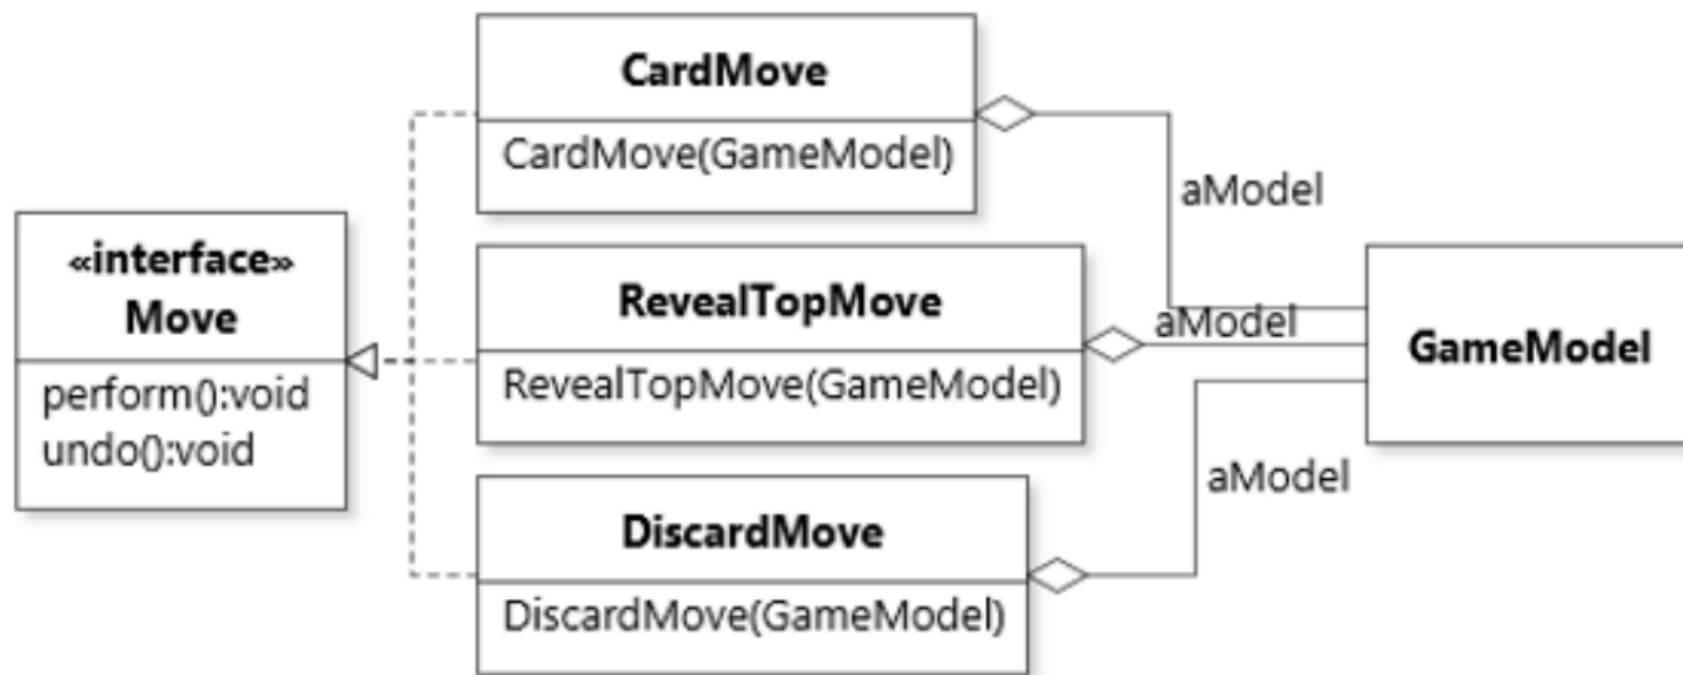 CardMove
CardMove(GameModel)
aModel
«interface»
Move
perform():void
undo():void
RevealTopMove
RevealTopMove(GameModel)
aModel
GameModel
DiscardMove
DiscardMove(GameModel)
aModel